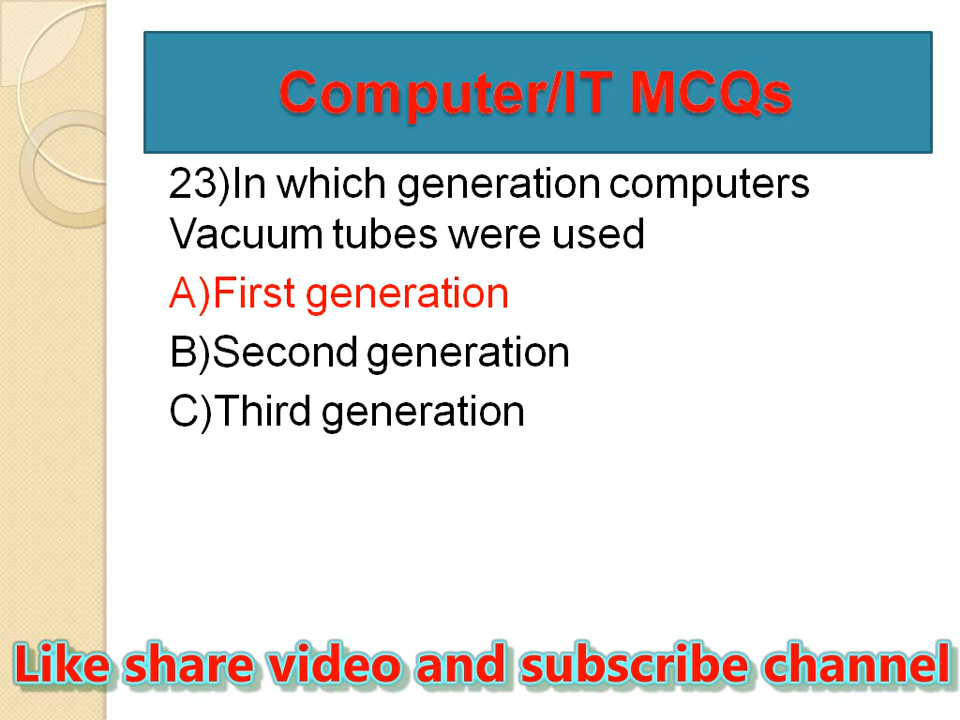 Computer/IT MCQs
23)In which generation computers
Vacuum tubes were used
A)First generation
B)Second generation
C)Third generation
Like share video and subscribe channel